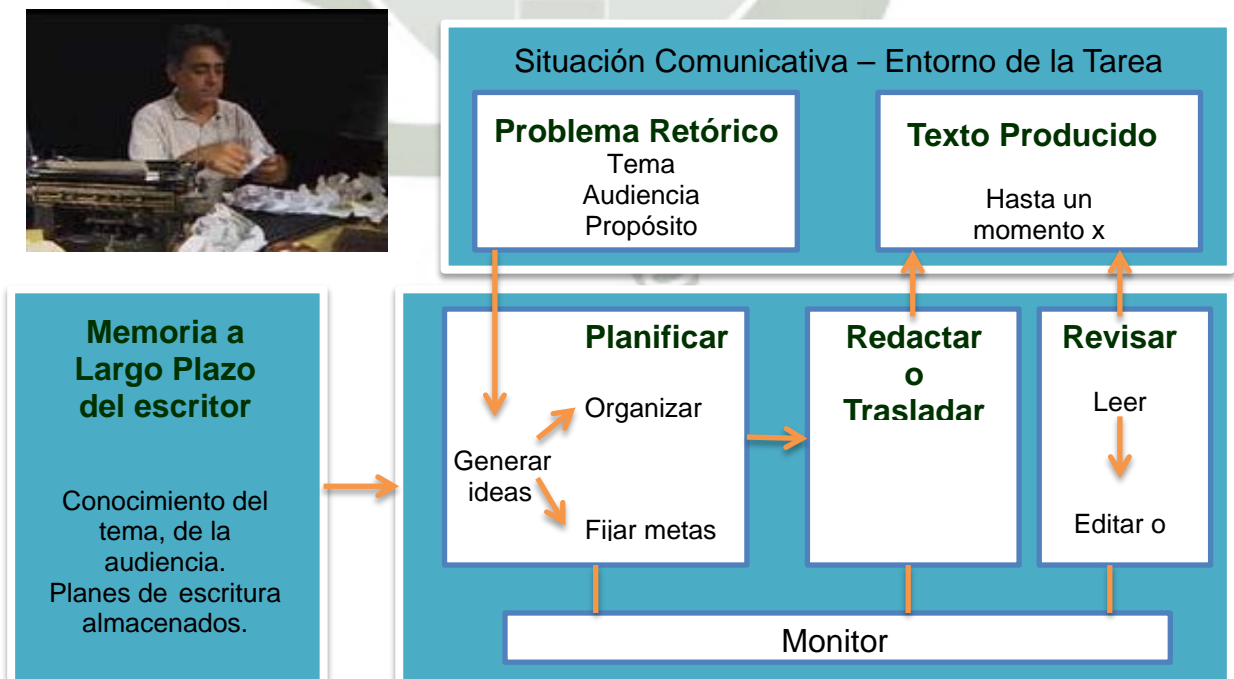 Situación Comunicativa – Entorno de la Tarea
Problema Retórico
Tema
Audiencia
Propósito
Texto Producido
Hasta un
momento x
Memoria a
Largo Plazo
del escritor
Conocimiento del
tema, de la
audiencia.
Planes de escritura
almacenados.
Planificar
Organizar
Generar
ideas
Fijar metas
Redactar
o
Trasladar
Revisar
Leer
Editar o
Monitor